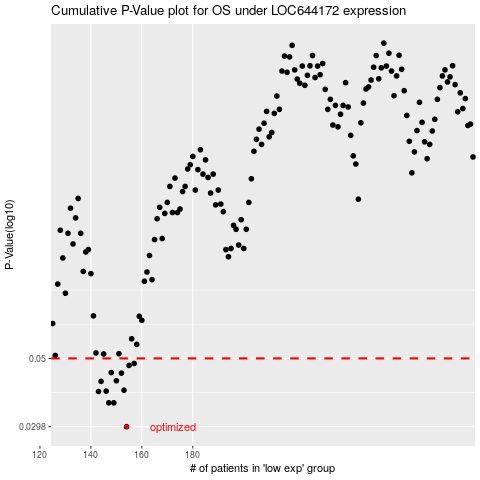 Cumulative P-Value plot for OS under LOC644172 expression
P-Value(log10)
0.05
0.0298
optimized
120 140 160 180
# of patients in 'low exp' group